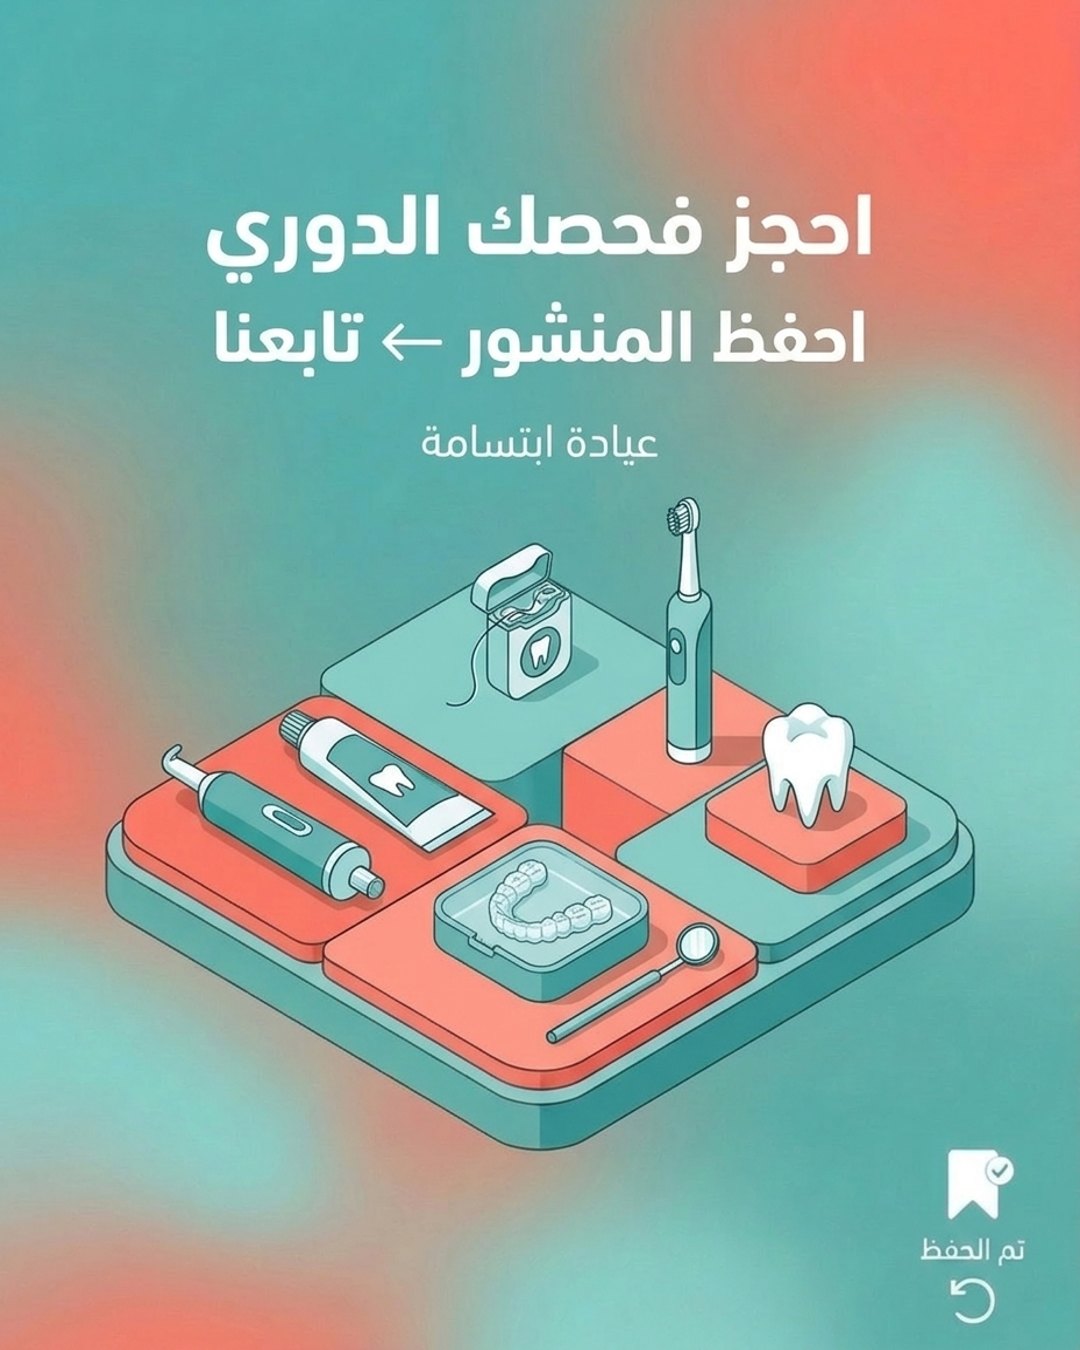 احجز فحصك الدوري
احفظ المنشور ← تابعنا
عيادة ابتسامة
تم الحفظ